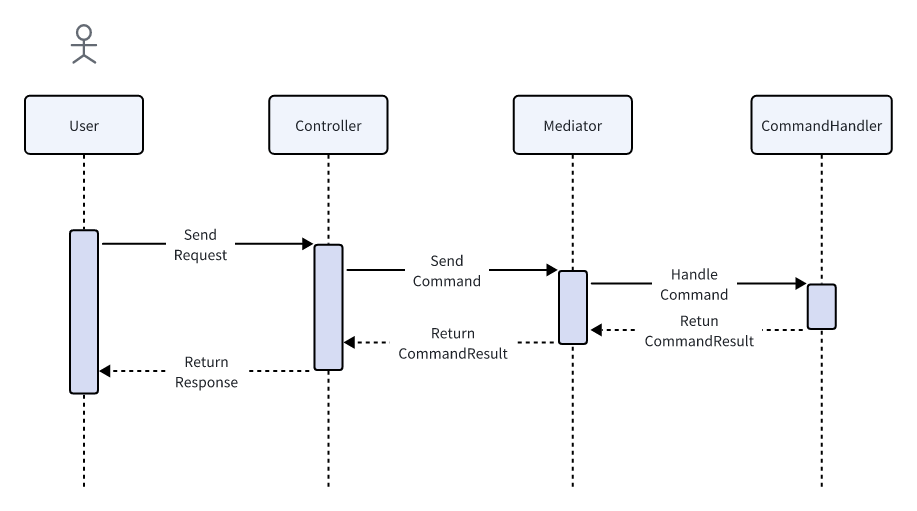 User
Controller
Mediator
CommandHandler
Send
Request
Send
Command
Handle
Command
Retun
CommandResult
Return
CommandResult
Return
Response